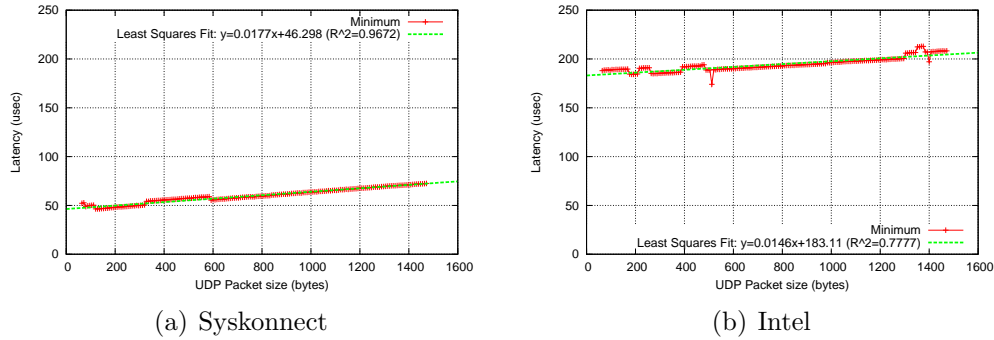 250
200
150
100
50
0
Latency (usec)
Minimum
Least Squares Fit: y=0.0177x+46.298 (R^2=0.9672)
0 200 400 600 800 1000 1200 1400 1600
UDP Packet size (bytes)
(a) Syskonnect
250
200
150
100
50
0
Latency (usec)
Minimum
Least Squares Fit: y=0.0146x+183.11 (R^2=0.7777)
0 200 400 600 800 1000 1200 1400 1600
UDP Packet size (bytes)
(b) Intel